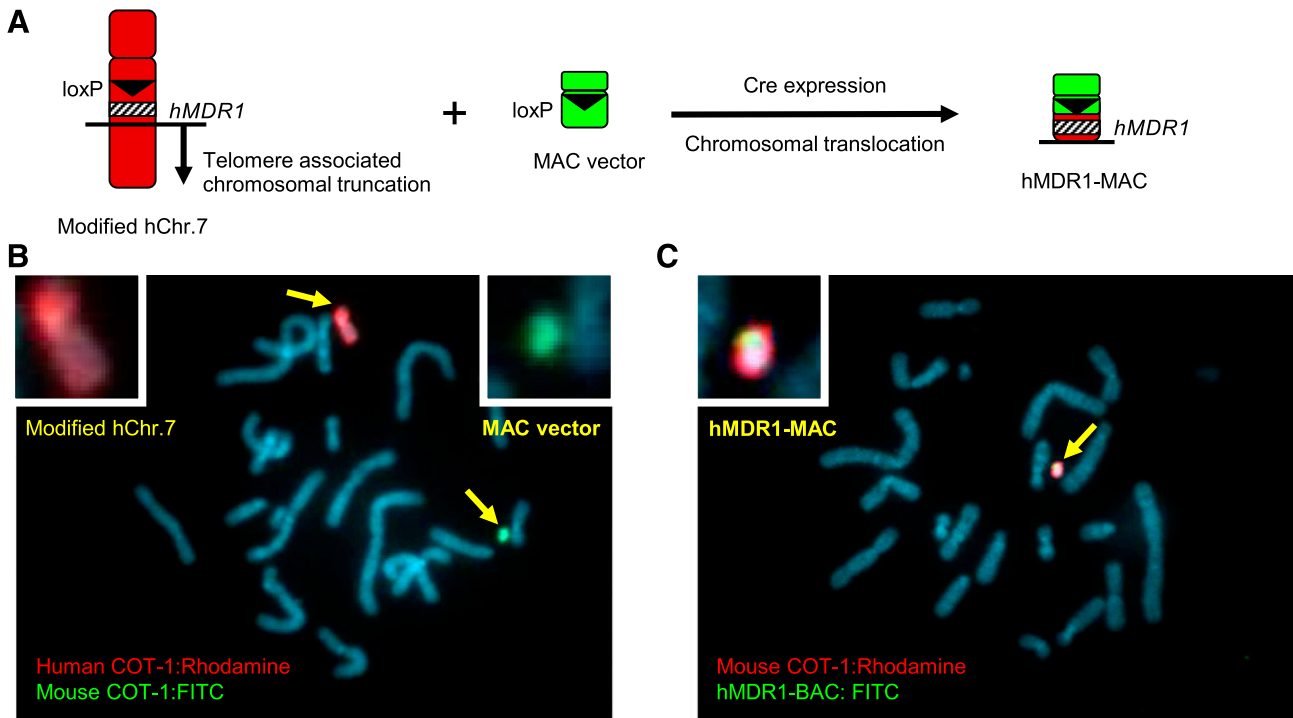 A
loxP
hMDR1
Telomere associated
chromosomal truncation
Modified hChr.7
+
loxP
MAC vector
Cre expression
Chromosomal translocation
hMDR1
hMDR1-MAC
B
Modified hChr.7
MAC vector
Human COT-1:Rhodamine
Mouse COT-1:FITC
C
hMDR1-MAC
Mouse COT-1:Rhodamine
hMDR1-BAC: FITC